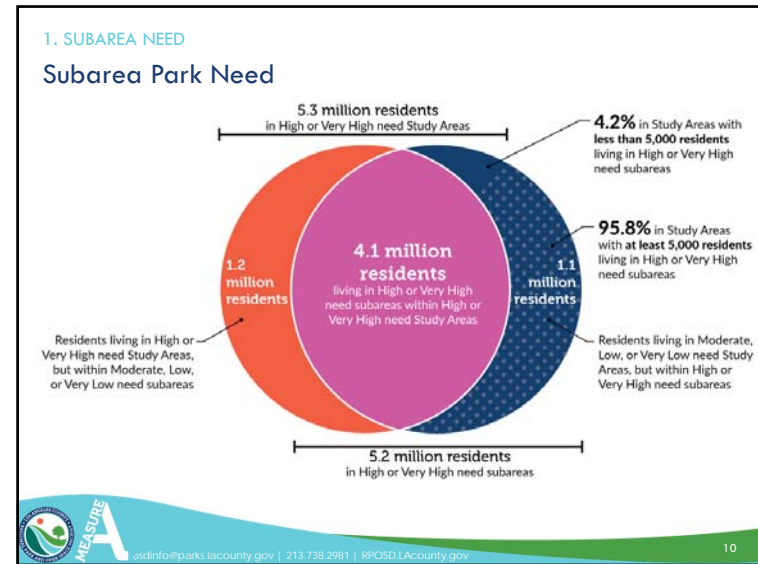 1. SUBAREA NEED
Subarea Park Need
5.3 million residents
in High or Very High need Study Areas
4.2% in Study Areas with
less than 5,000 residents
living in High or Very High
need subareas
95.8% in Study Areas
with at least 5,000 residents
living in High or Very High
need subareas
4.1 million
residents
living in High or Very High
need subareas within High or
Very High need Study Areas
1.2
million
residents
1.1
million
residents
Residents living in High or
Very High need Study Areas,
but within Moderate, Low,
or Very Low need subareas
Residents living in Moderate,
Low, or Very Low need Study
Areas, but within High or
Very High need subareas
5.2 million residents
in High or Very High need subareas
MEASURE
A
osdinfo@parks.lacounty.gov | 213.738.2981 | RPOSD.LAcounty.gov
10